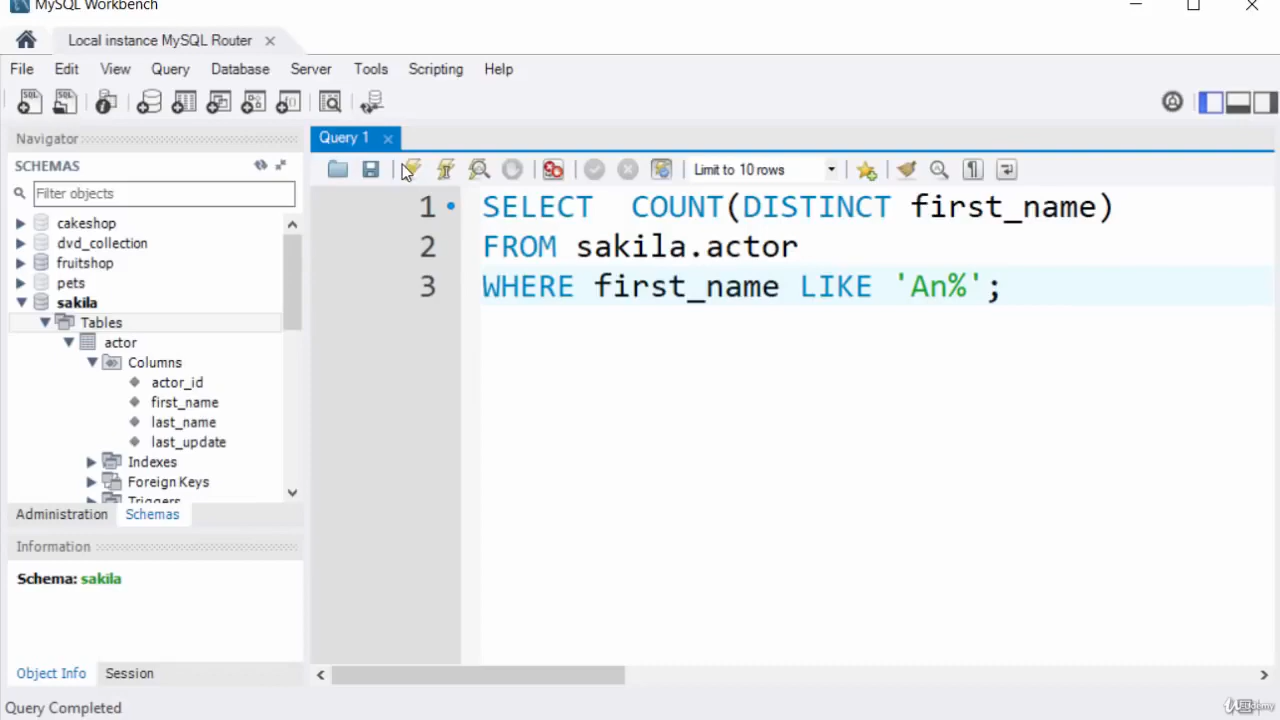 MySQL Workbench
Local instance MySQL Router
File Edit View Query Database Server Tools Scripting Help
Navigator
SCHEMAS
Filter objects
cakeshop
dvd_collection
fruitshop
pets
sakila
Tables
actor
Columns
actor_id
first_name
last_name
last_update
Indexes
Foreign Keys
Triggers
Administration Schemas
Information
Schema: sakila
Object Info Session
Query Completed
Query 1
Limit to 10 rows
1 SELECT  COUNT(DISTINCT first_name)
2 FROM sakila.actor
3 WHERE first_name LIKE 'An%';